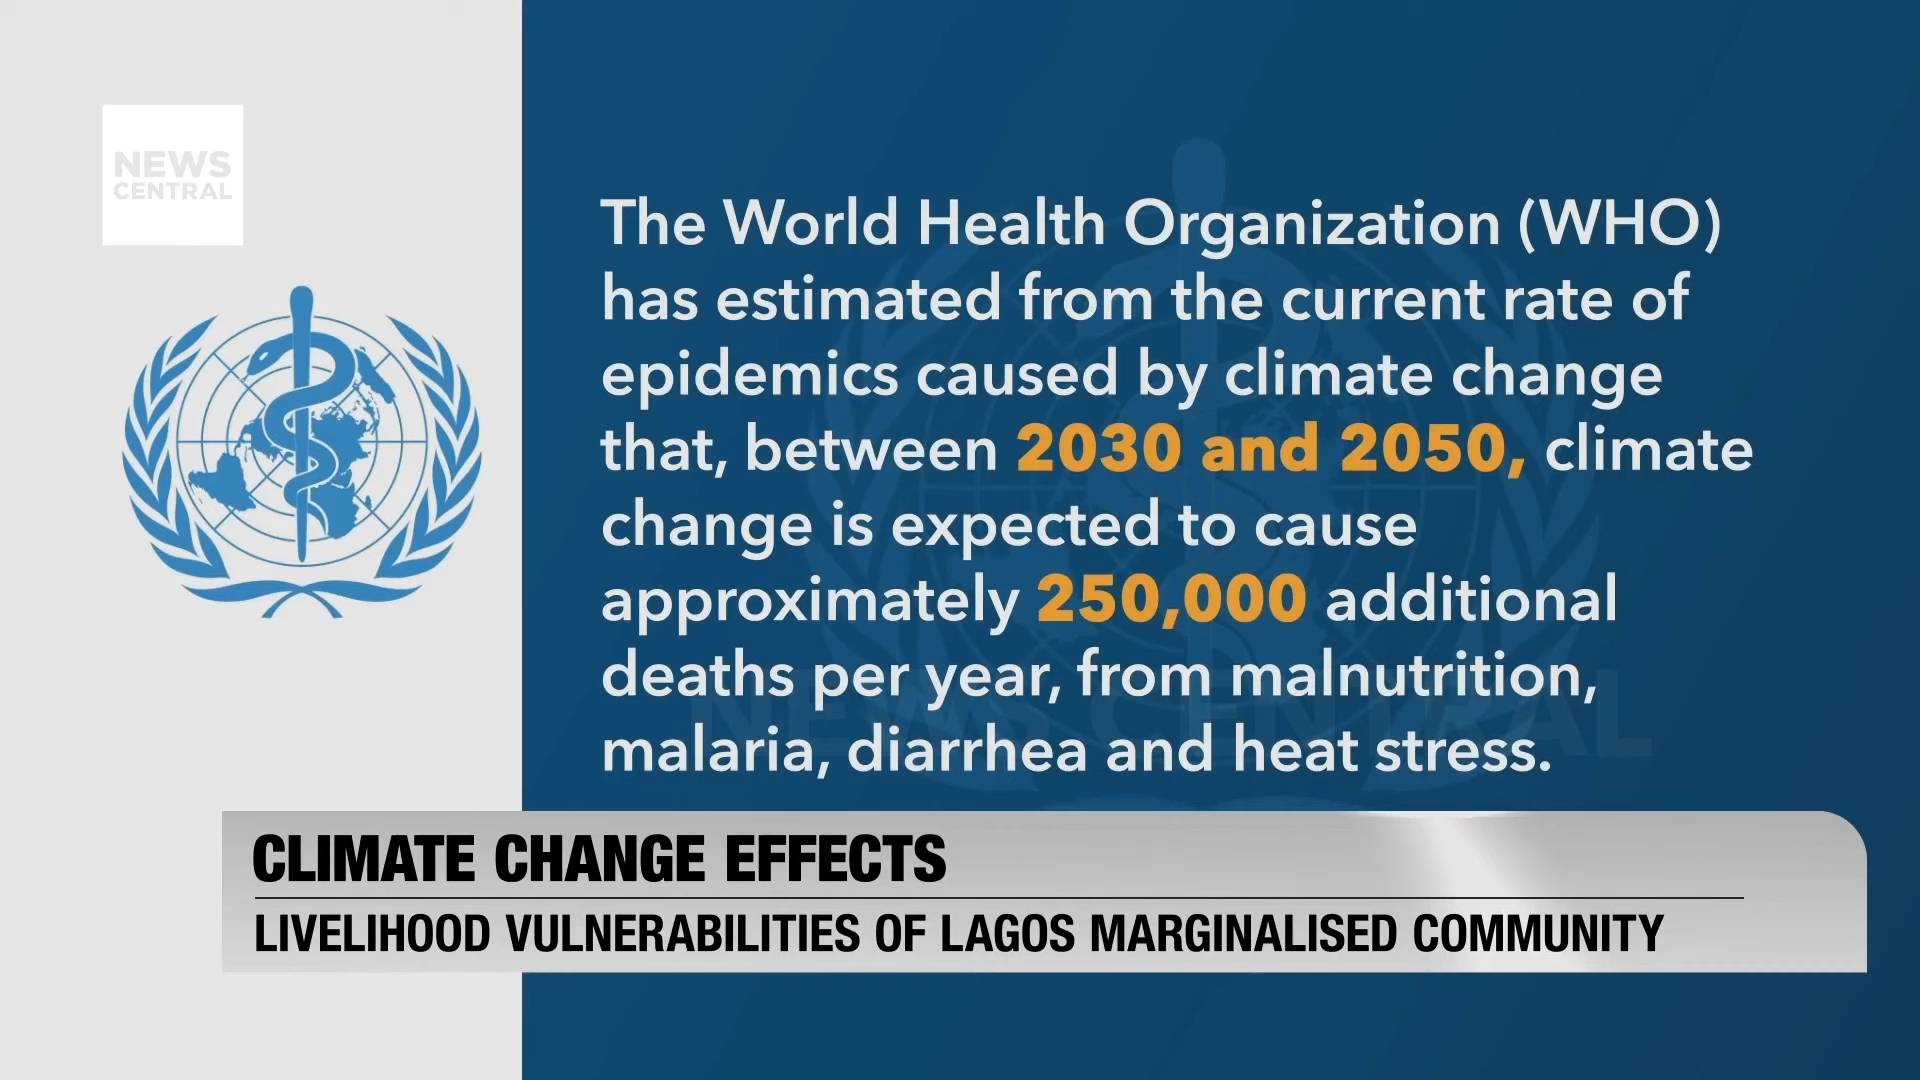 NEWS
CENTRAL
The World Health Organization (WHO)
has estimated from the current rate of
epidemics caused by climate change
that, between 2030 and 2050, climate
change is expected to cause
approximately 250,000 additional
deaths per year, from malnutrition,
malaria, diarrhea and heat stress.
NEWS CENTRAL
CLIMATE CHANGE EFFECTS
LIVELIHOOD VULNERABILITIES OF LAGOS MARGINALISED COMMUNITY